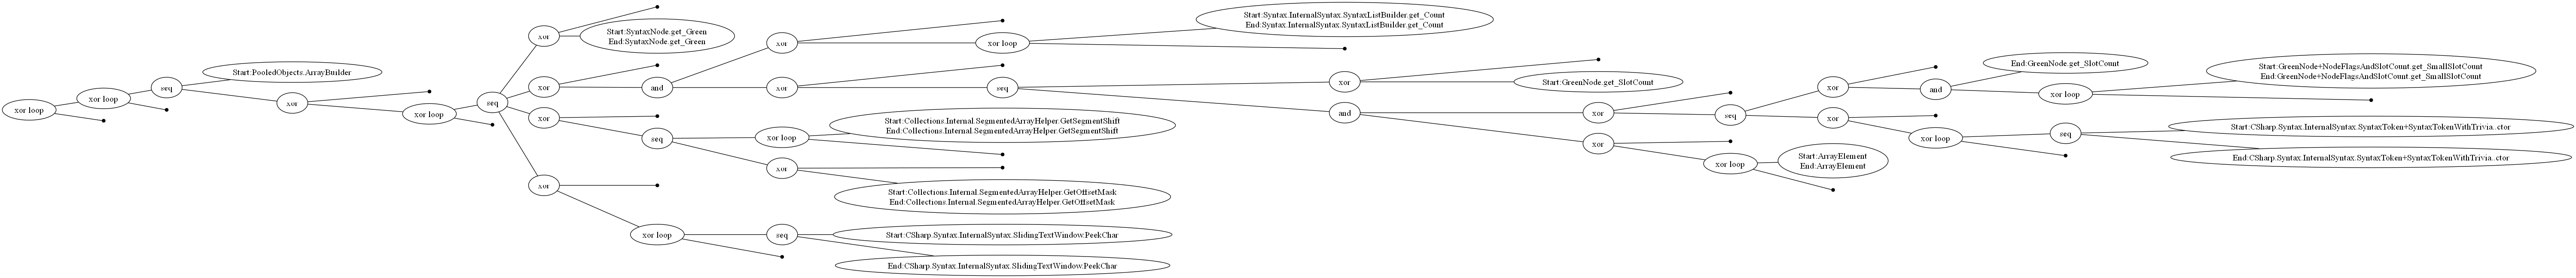 xor loop
xor loop
seq
Start:PooledObjects.ArrayBuilder
xor
xor loop
seq
xor
Start:SyntaxNode.get_Green
End:SyntaxNode.get_Green
xor
and
xor
xor loop
Start:Syntax.InternalSyntax.SyntaxListBuilder.get_Count
End:Syntax.InternalSyntax.SyntaxListBuilder.get_Count
xor
seq
xor
Start:GreenNode.get_SlotCount
and
xor
seq
xor
and
End:GreenNode.get_SlotCount
xor loop
Start:GreenNode+NodeFlagsAndSlotCount.get_SmallSlotCount
End:GreenNode+NodeFlagsAndSlotCount.get_SmallSlotCount
xor
xor loop
seq
Start:CSharp.Syntax.InternalSyntax.SyntaxToken+SyntaxTokenWithTrivia..ctor
End:CSharp.Syntax.InternalSyntax.SyntaxToken+SyntaxTokenWithTrivia..ctor
xor
xor loop
Start:ArrayElement
End:ArrayElement
xor
seq
xor loop
Start:Collections.Internal.SegmentedArrayHelper.GetSegmentShift
End:Collections.Internal.SegmentedArrayHelper.GetSegmentShift
xor
Start:Collections.Internal.SegmentedArrayHelper.GetOffsetMask
End:Collections.Internal.SegmentedArrayHelper.GetOffsetMask
xor
xor loop
seq
Start:CSharp.Syntax.InternalSyntax.SlidingTextWindow.PeekChar
End:CSharp.Syntax.InternalSyntax.SlidingTextWindow.PeekChar